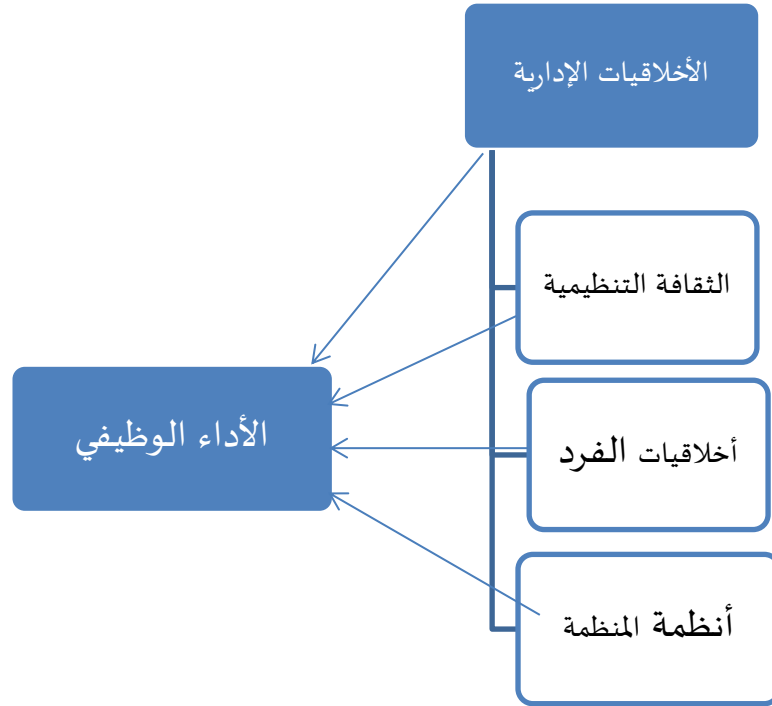 الأخلاقيات الإدارية
الثقافة التنظيمية
أخلاقيات الفرد
الأداء الوظيفي
أنظمة المنظمة